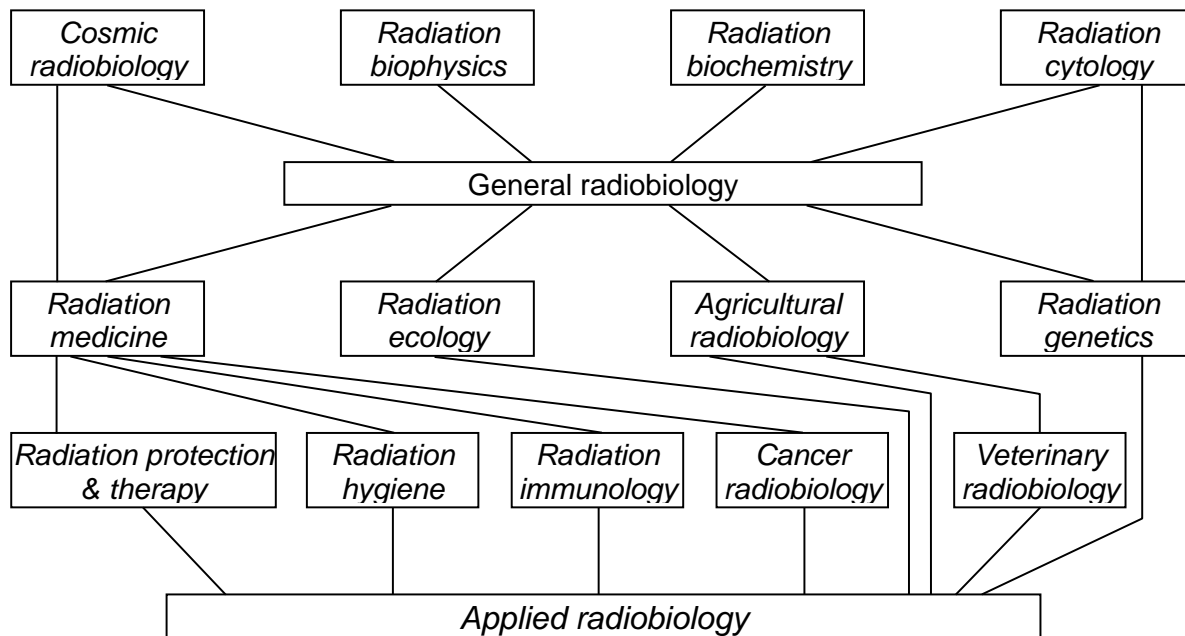 Cosmic
radiobiology
Radiation
biophysics
Radiation
biochemistry
Radiation
cytology
General radiobiology
Radiation
medicine
Radiation
ecology
Agricultural
radiobiology
Radiation
genetics
Radiation protection
& therapy
Radiation
hygiene
Radiation
immunology
Cancer
radiobiology
Veterinary
radiobiology
Applied radiobiology